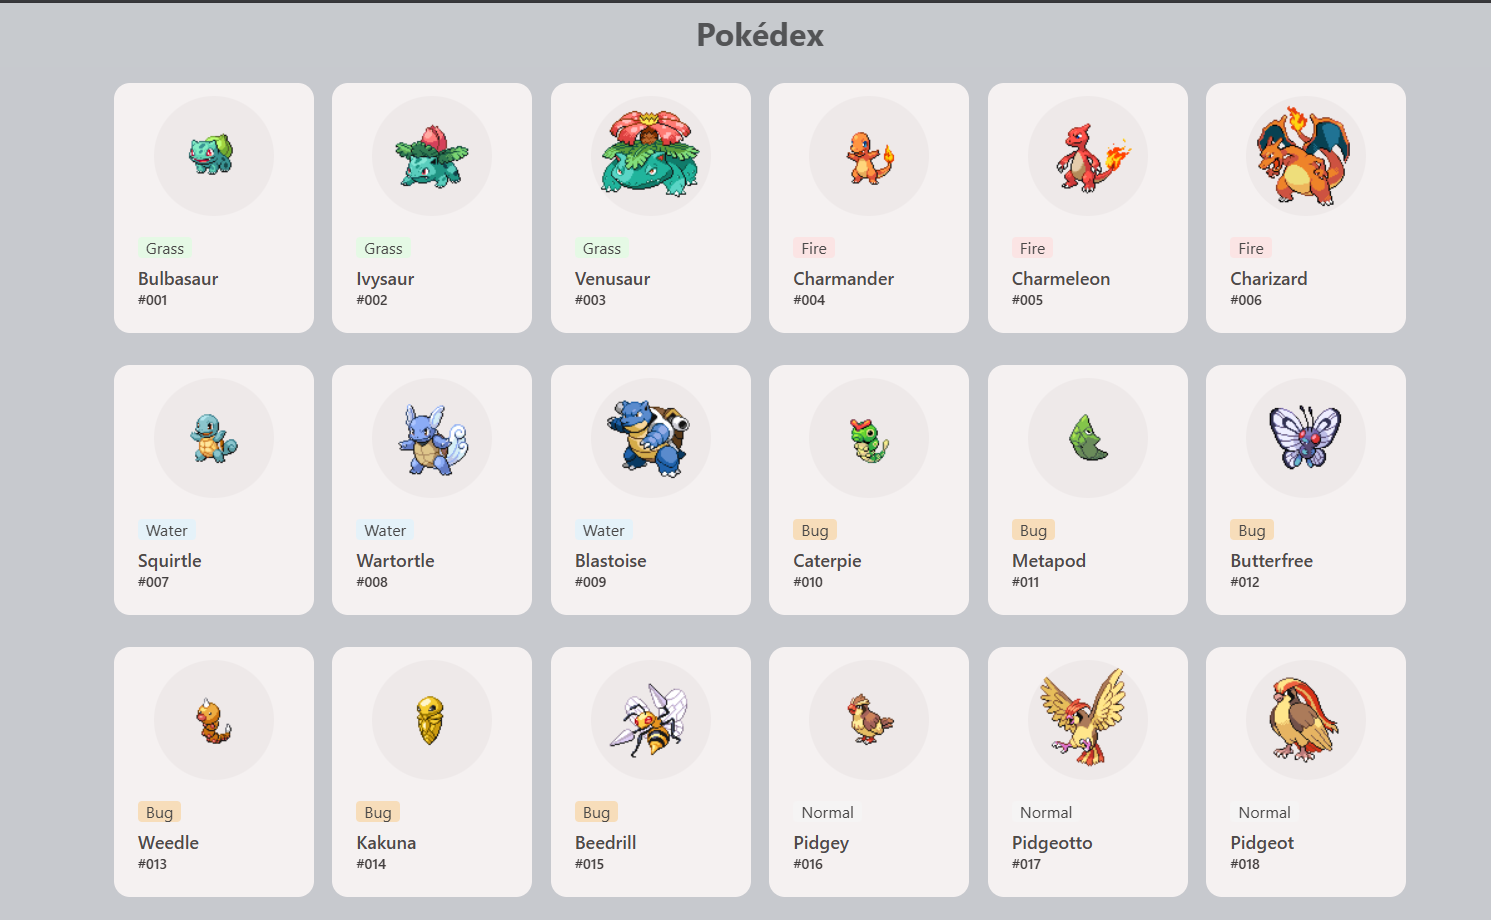 Pokédex
Grass
Bulbasaur
#001
Grass
Ivysaur
#002
Grass
Venusaur
#003
Fire
Charmander
#004
Fire
Charmeleon
#005
Fire
Charizard
#006
Water
Squirtle
#007
Water
Wartortle
#008
Water
Blastoise
#009
Bug
Caterpie
#010
Bug
Metapod
#011
Bug
Butterfree
#012
Bug
Weedle
#013
Bug
Kakuna
#014
Bug
Beedrill
#015
Normal
Pidgey
#016
Normal
Pidgeotto
#017
Normal
Pidgeot
#018